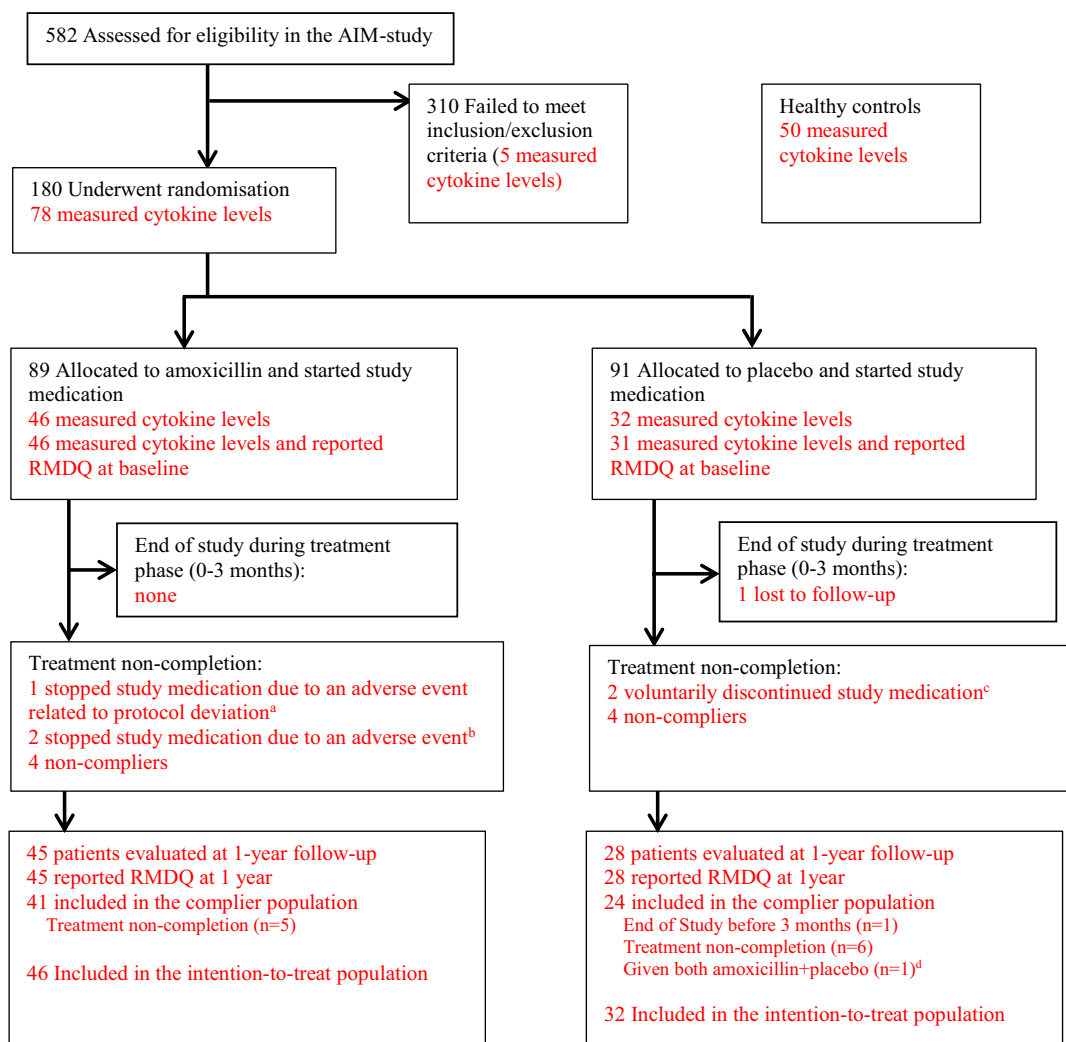 582 Assessed for eligibility in the AIM-study
310 Failed to meet
inclusion/exclusion
criteria (5 measured
cytokine levels)
Healthy controls
50 measured
cytokine levels
180 Underwent randomisation
78 measured cytokine levels
89 Allocated to amoxicillin and started study
medication
46 measured cytokine levels
46 measured cytokine levels and reported
RMDQ at baseline
91 Allocated to placebo and started study
medication
32 measured cytokine levels
31 measured cytokine levels and reported
RMDQ at baseline
End of study during treatment
phase (0-3 months):
none
End of study during treatment
phase (0-3 months):
1 lost to follow-up
Treatment non-completion:
1 stopped study medication due to an adverse event
related to protocol deviationᵃ
2 stopped study medication due to an adverse eventᵇ
4 non-compliers
Treatment non-completion:
2 voluntarily discontinued study medicationᶜ
4 non-compliers
45 patients evaluated at 1-year follow-up
45 reported RMDQ at 1 year
41 included in the complier population
Treatment non-completion (n=5)
46 Included in the intention-to-treat population
28 patients evaluated at 1-year follow-up
28 reported RMDQ at 1year
24 included in the complier population
End of Study before 3 months (n=1)
Treatment non-completion (n=6)
Given both amoxicillin+placebo (n=1)ᵈ
32 Included in the intention-to-treat population